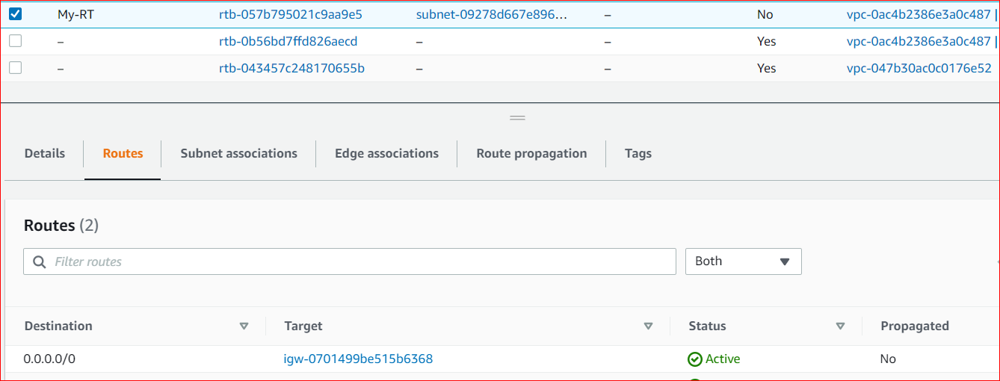 My-RT rtb-057b795021c9aa9e5 subnet-09278d667e896... – No vpc-0ac4b2386e3a0c487 |
– rtb-0b56bd7ffd826aecd – – Yes vpc-0ac4b2386e3a0c487 |
– rtb-043457c248170655b – – Yes vpc-047b30ac0c0176e52
Details Routes Subnet associations Edge associations Route propagation Tags
Routes (2)
Filter routes Both
Destination Target Status Propagated
0.0.0.0/0 igw-0701499be515b6368 Active No